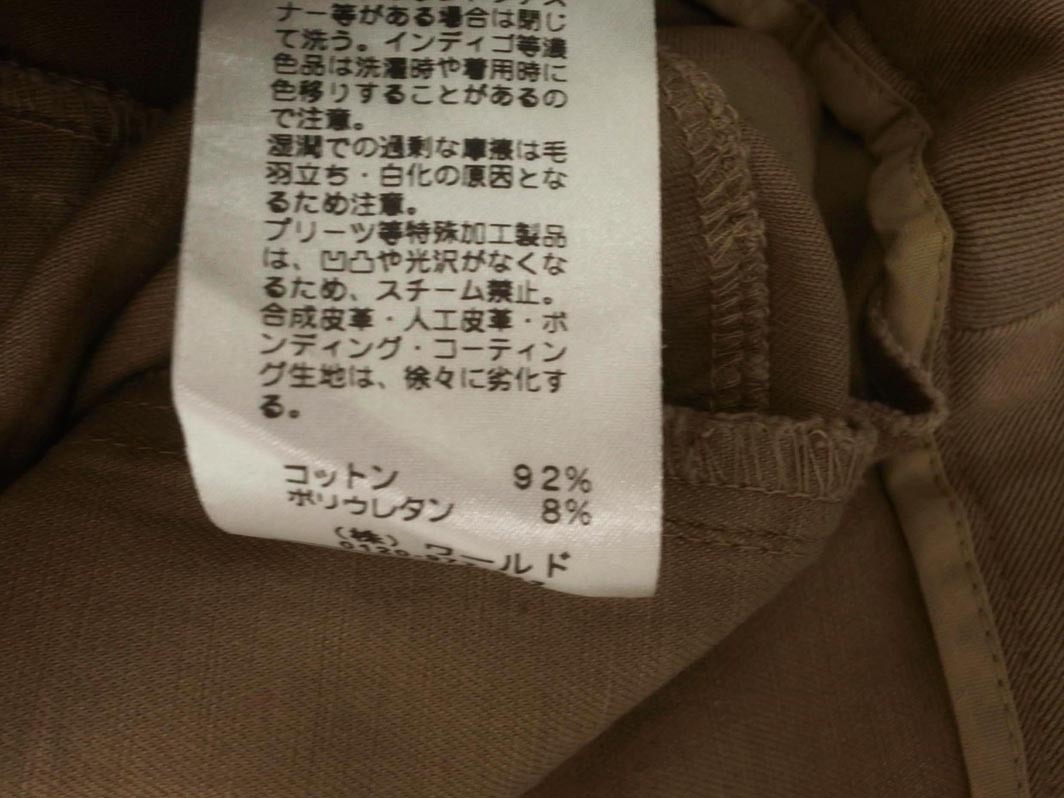 ナー等がある場合は閉じ
て洗う。インディゴ等濃
色品は洗濯時や着用時に
色移りすることがあるの
で注意。
湿潤での過剰な摩擦は毛
羽立ち・白化の原因とな
るため注意。
プリーツ等特殊加工製品
は、凹凸や光沢がなくな
るため、スチーム禁止。
合成皮革・人工皮革・ボ
ンディング・コーティン
グ生地は、徐々に劣化す
る。
コットン 92%
ポリウレタン 8%
(株)ワールド